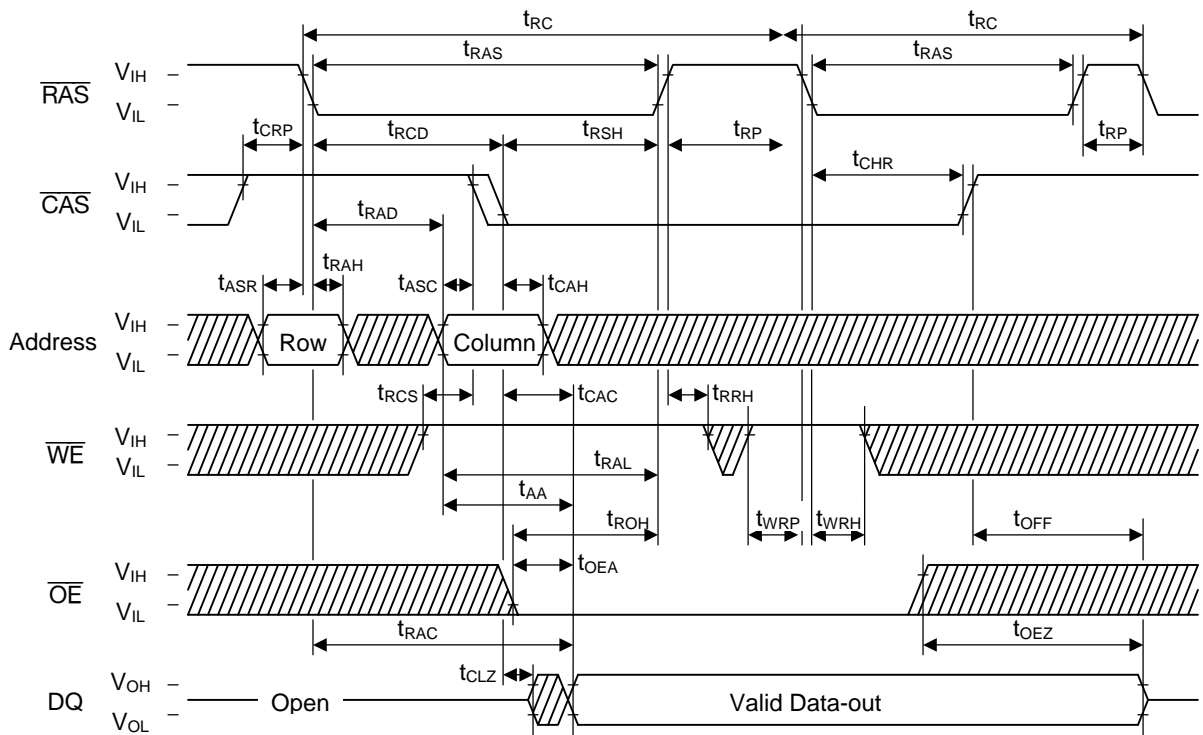 tRC tRC
tRAS tRAS
RAS VIH
VIL
tCRP tRCD tRSH tRP tRP
tCHR
CAS VIH
VIL
tRAD
tASR tRAH tASC tCAH
Address VIH
VIL
Row Column
tRCS tCAC tRRH
WE VIH
VIL
tRAL
tAA
tROH tWRP tWRH tOFF
tOEA
OE VIH
VIL
tRAC tOEZ
tCLZ
DQ VOH
VOL
Open Valid Data-out